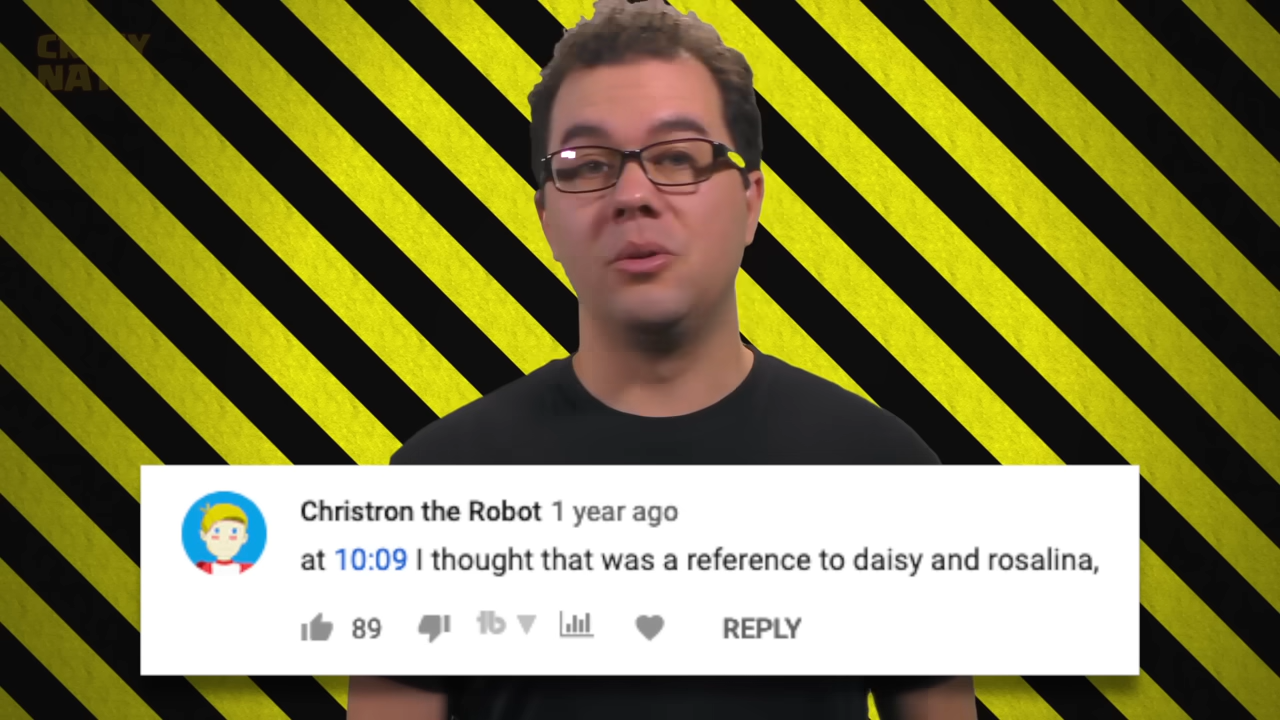 Christron the Robot 1 year ago
at 10:09 I thought that was a reference to daisy and rosalina,
89
REPLY